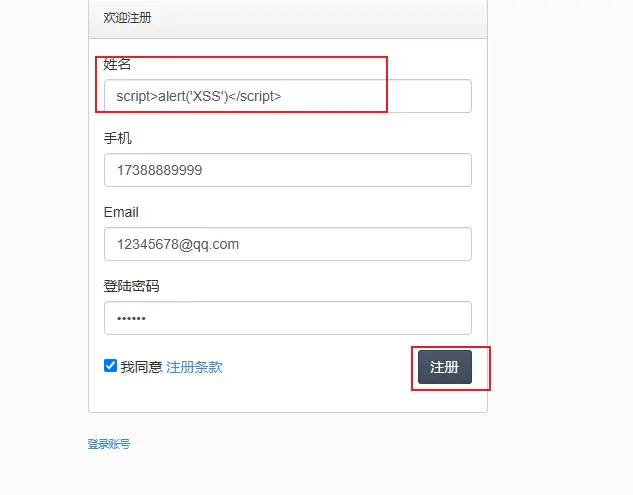 欢迎注册
姓名
script>alert('XSS')</script>
手机
17388889999
Email
12345678@qq.com
登陆密码
••••••
我同意 注册条款
注册
登录账号